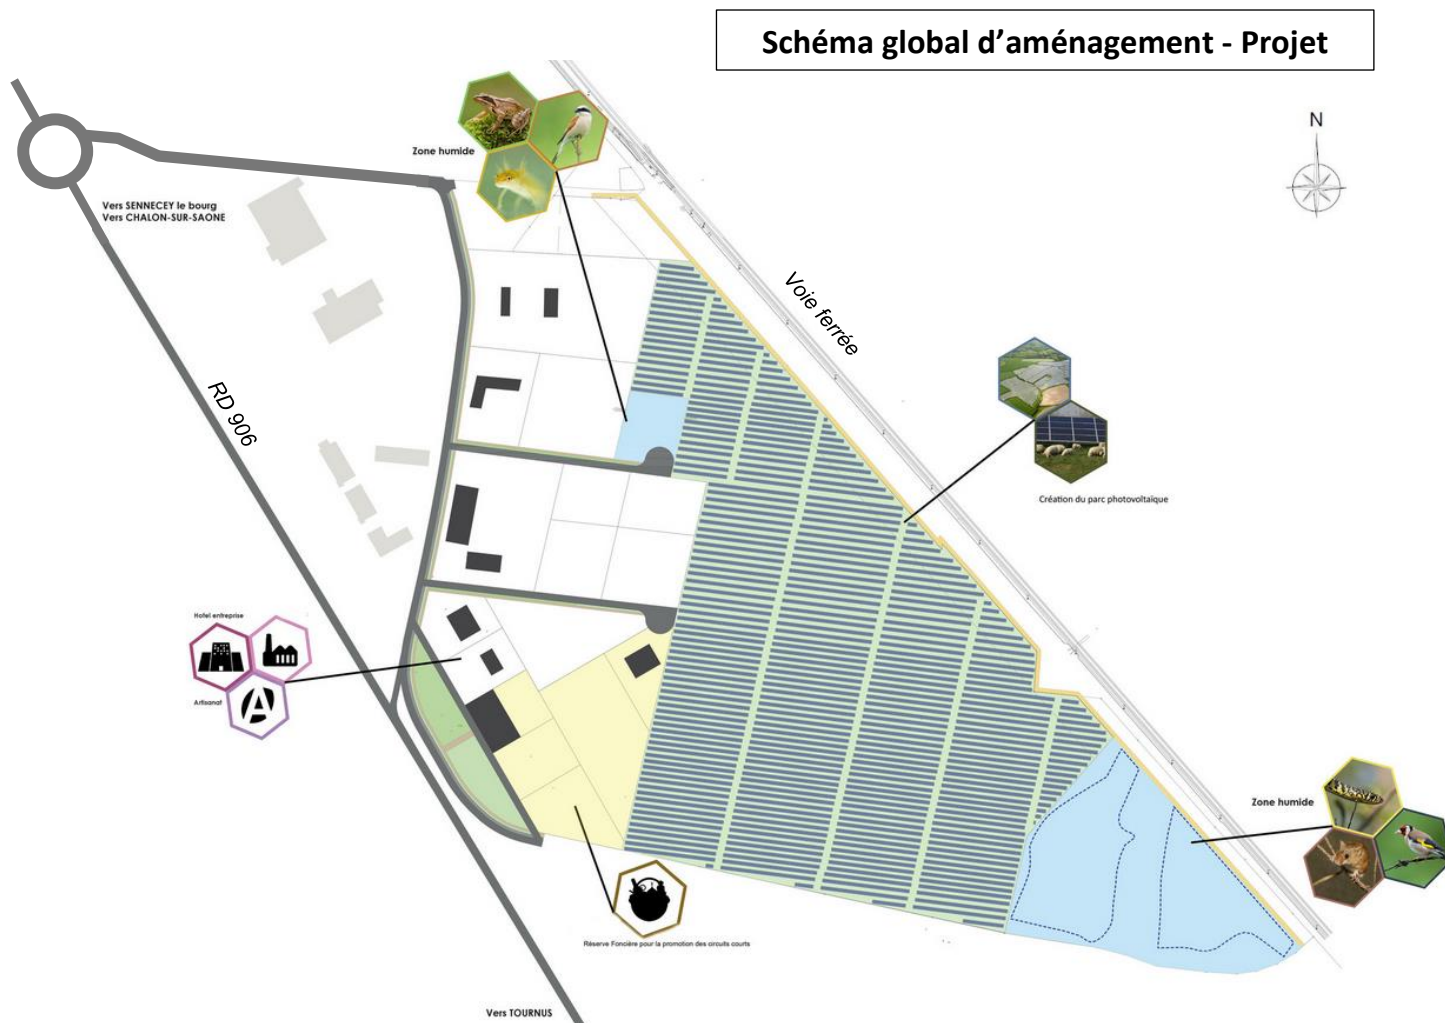 Schéma global d’aménagement - Projet
N
Zone humide
Vers SENNECEY le bourg
Vers CHALON-SUR-SAONE
Voie ferrée
RD 906
Création du parc photovoltaïque
Hotel entreprise
Artisanat
A
Zone humide
Réserve Foncière pour la promotion des circuits courts
Vers TOURNUS